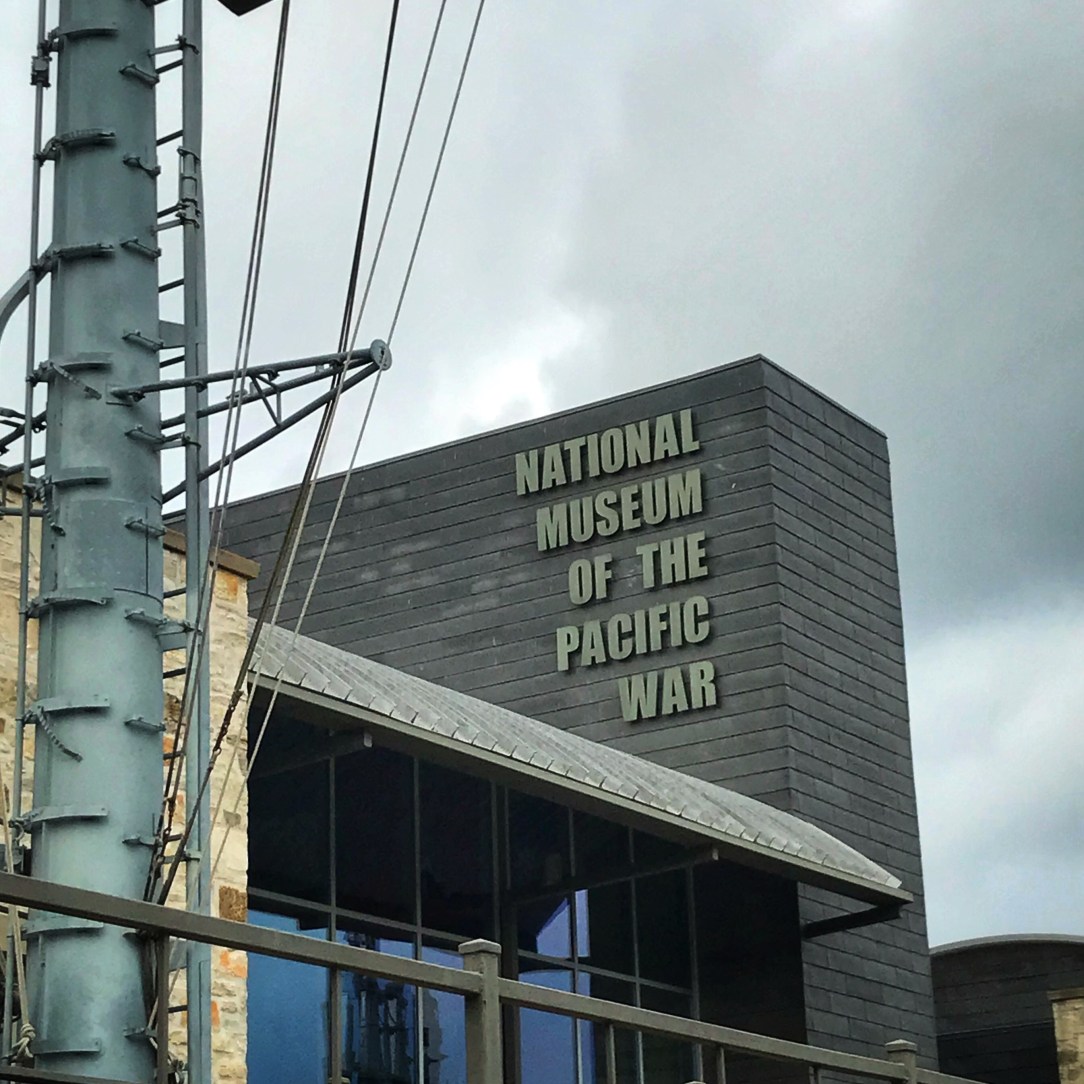 NATIONAL
MUSEUM
OF THE
PACIFIC
WAR